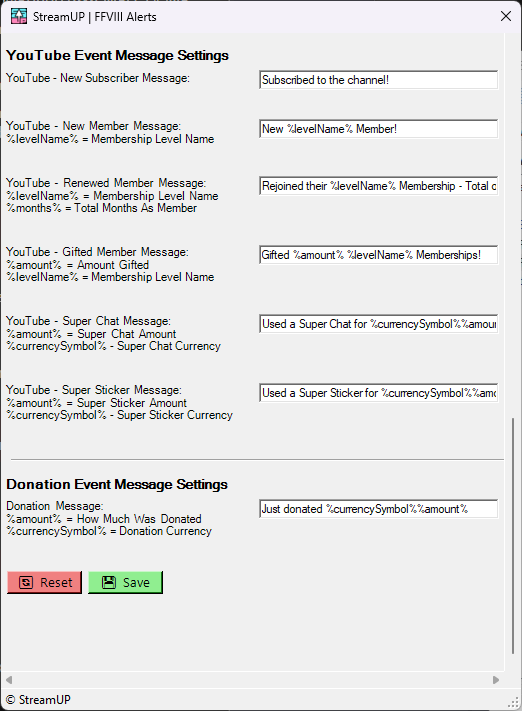 StreamUP | FFVIII Alerts
YouTube Event Message Settings
YouTube - New Subscriber Message:
Subscribed to the channel!
YouTube - New Member Message:
%levelName% = Membership Level Name
New %levelName% Member!
YouTube - Renewed Member Message:
%levelName% = Membership Level Name
%months% = Total Months As Member
Rejoined their %levelName% Membership - Total
YouTube - Gifted Member Message:
%amount% = Amount Gifted
%levelName% = Membership Level Name
Gifted %amount% %levelName% Memberships!
YouTube - Super Chat Message:
%amount% = Super Chat Amount
%currencySymbol% - Super Chat Currency
Used a Super Chat for %currencySymbol%%amoun
YouTube - Super Sticker Message:
%amount% = Super Sticker Amount
%currencySymbol% - Super Sticker Currency
Used a Super Sticker for %currencySymbol%%amo
Donation Event Message Settings
Donation Message:
%amount% = How Much Was Donated
%currencySymbol% = Donation Currency
Just donated %currencySymbol%%amount%
Reset
Save
© StreamUP